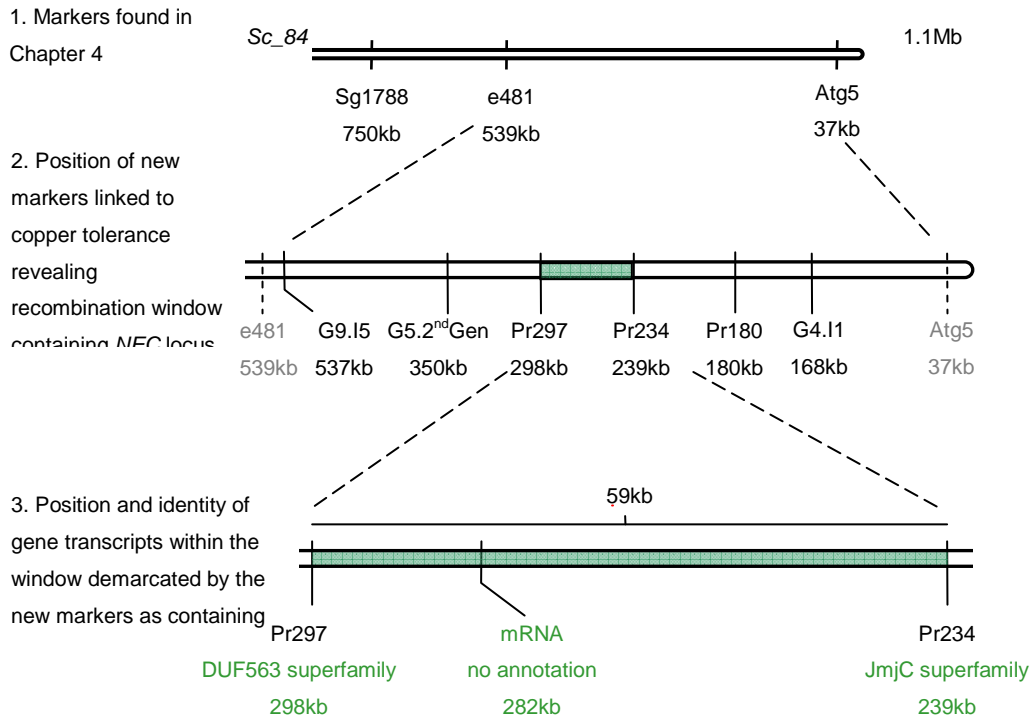 1. Markers found in
Chapter 4
Sc_84
1.1Mb
Sg1788
e481
Atg5
750kb
539kb
37kb
2. Position of new
markers linked to
copper tolerance
revealing
recombination window
containing NEC locus
e481
G9.I5
G5.2ndGen
Pr297
Pr234
Pr180
G4.I1
Atg5
539kb
537kb
350kb
298kb
239kb
180kb
168kb
37kb
3. Position and identity of
gene transcripts within the
window demarcated by the
new markers as containing
59kb
Pr297
mRNA
Pr234
DUF563 superfamily
no annotation
JmjC superfamily
298kb
282kb
239kb